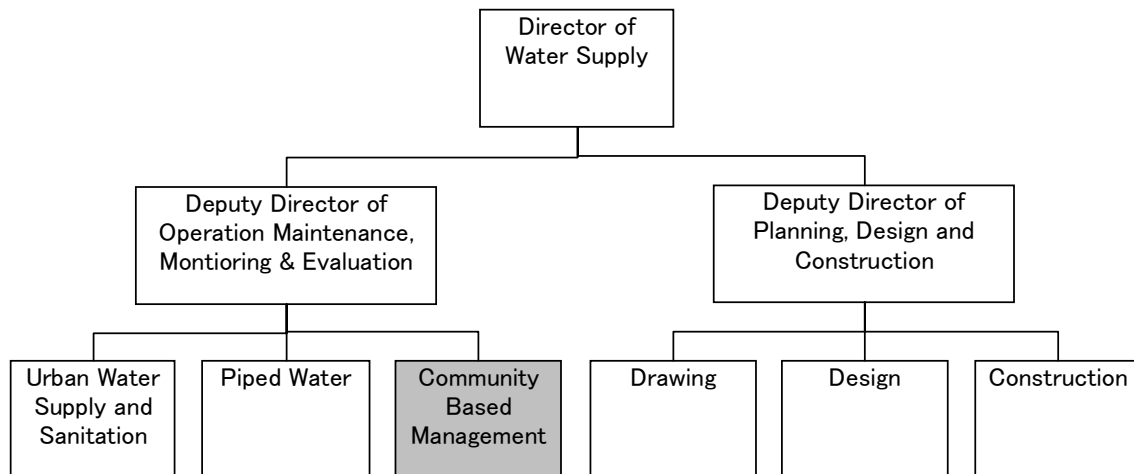 Director of
Water Supply
Deputy Director of
Operation Maintenance,
Montioring & Evaluation
Deputy Director of
Planning, Design and
Construction
Urban Water
Supply and
Sanitation
Piped Water
Community
Based
Management
Drawing
Design
Construction